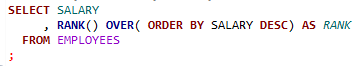 SELECT SALARY
, RANK() OVER( ORDER BY SALARY DESC) AS RANK
FROM EMPLOYEES
;